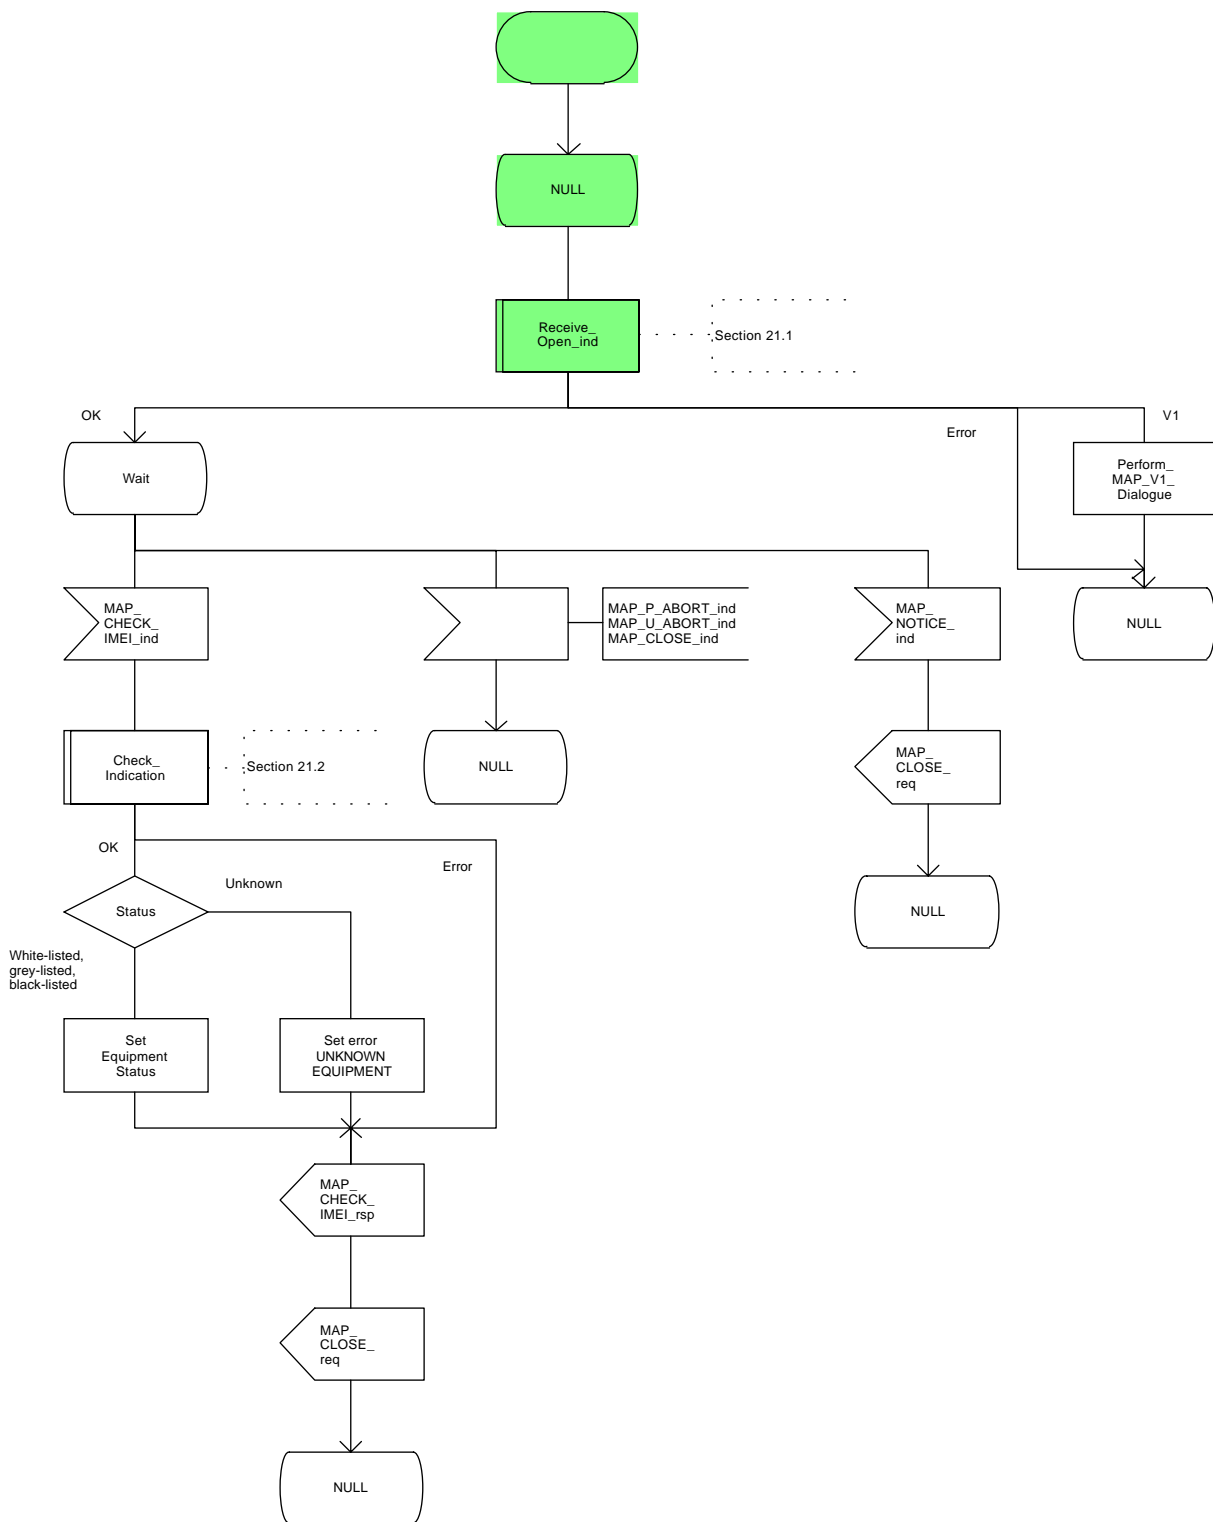 NULL
Receive_
Open_ind
Section 21.1
OK
Error
V1
Wait
Perform_
MAP_V1_
Dialogue
MAP_
CHECK_
IMEI_ind
MAP_P_ABORT_ind
MAP_U_ABORT_ind
MAP_CLOSE_ind
MAP_
NOTICE_
ind
NULL
Check_
Indication
Section 21.2
NULL
MAP_
CLOSE_
req
OK
Error
Unknown
Status
NULL
White-listed,
grey-listed,
black-listed
Set
Equipment
Status
Set error
UNKNOWN
EQUIPMENT
MAP_
CHECK_
IMEI_rsp
MAP_
CLOSE_
req
NULL